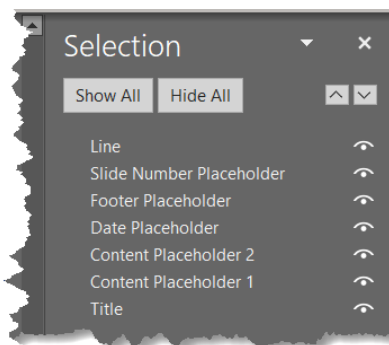 Selection
Show All Hide All
Line
Slide Number Placeholder
Footer Placeholder
Date Placeholder
Content Placeholder 2
Content Placeholder 1
Title